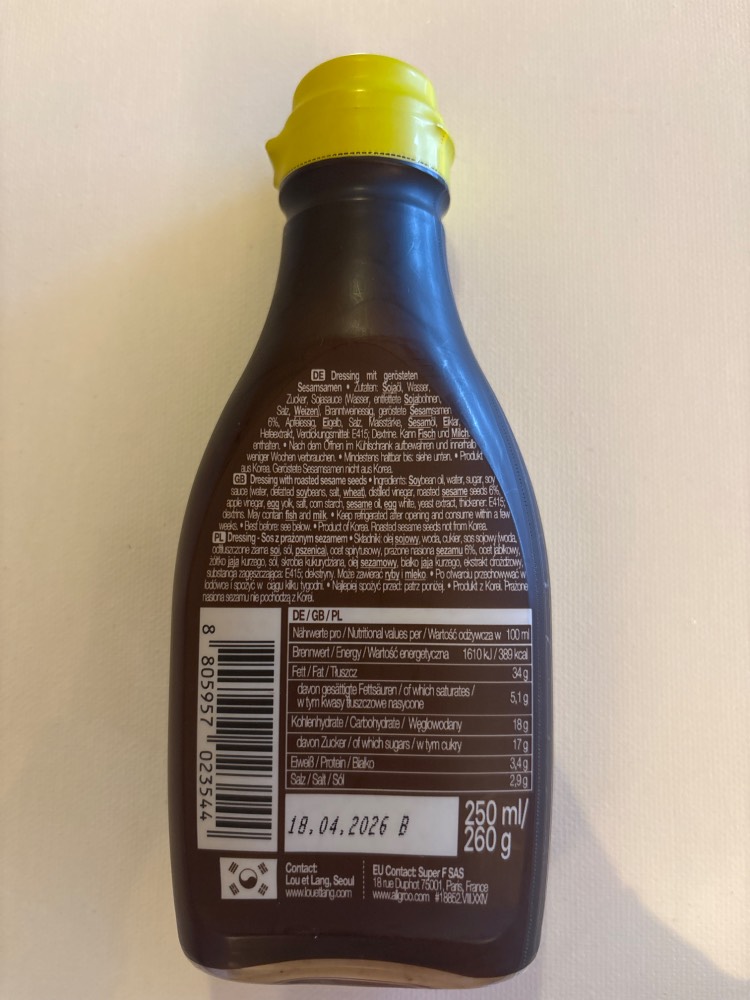 DE Dressing mit gerösteten
Sesamsamen • Zutaten: Sojaöl, Wasser,
Zucker, Sojasauce (Wasser, entfettete Sojabohnen,
Salz, Weizen), Branntweinessig, geröstete Sesamsamen
6%, Apfelessig, Eigelb, Salz, Maisstärke, Sesamöl, Eiklar,
Hefeextrakt, Verdickungsmittel: E415; Dextrine. Kann Fisch und Milch
enthalten. • Nach dem Öffnen im Kühlschrank aufbewahren und innerhalb
weniger Wochen verbrauchen. • Mindestens haltbar bis: siehe unten. • Produkt
aus Korea. Geröstete Sesamsamen nicht aus Korea.
GB Dressing with roasted sesame seeds • Ingredients: Soybean oil, water, sugar, soy
sauce (water, defatted soybeans, salt, wheat), distilled vinegar, roasted sesame seeds 6%,
apple vinegar, egg yolk, salt, corn starch, sesame oil, egg white, yeast extract, thickener: E415;
dextrins. May contain fish and milk. • Keep refrigerated after opening and consume within a few
weeks. • Best before: see below. • Product of Korea. Roasted sesame seeds not from Korea.
PL Dressing - Sos z prażonym sezamem • Składniki: olej sojowy, woda, cukier, sos sojowy (woda,
odtłuszczone ziarna soi, sól, pszenica), ocet spirytusowy, prażone nasiona sezamu 6%, ocet jabłkowy,
żółtko jaja kurzego, sól, skrobia kukurydziana, olej sezamowy, białko jaja kurzego, ekstrakt drożdżowy,
substancja zagęszczająca: E415; dekstryny. Może zawierać ryby i mleko. • Po otwarciu przechowywać w
lodówce i spożyć w ciągu kilku tygodni. • Najlepiej spożyć przed: patrz poniżej. • Produkt z Korei. Prażone
nasiona sezamu nie pochodzą z Korei.
8 805957 023544
DE / GB / PL
Nährwerte pro / Nutritional values per / Wartość odżywcza w 100 ml
Brennwert / Energy / Wartość energetyczna 1610 kJ / 389 kcal
Fett / Fat / Tłuszcz 34 g
davon gesättigte Fettsäuren / of which saturates /
w tym kwasy tłuszczowe nasycone 5,1 g
Kohlenhydrate / Carbohydrate / Węglowodany 18 g
davon Zucker / of which sugars / w tym cukry 17 g
Eiweiß / Protein / Białko 3,4 g
Salz / Salt / Sól 2,9 g
18.04.2026 B
250 ml/
260 g
Contact:
Lou et Lang, Seoul
www.louetlang.com
EU Contact: Super F SAS
18 rue Duphot 75001, Paris, France
www.allgroo.com #18852.VIII.XXIV